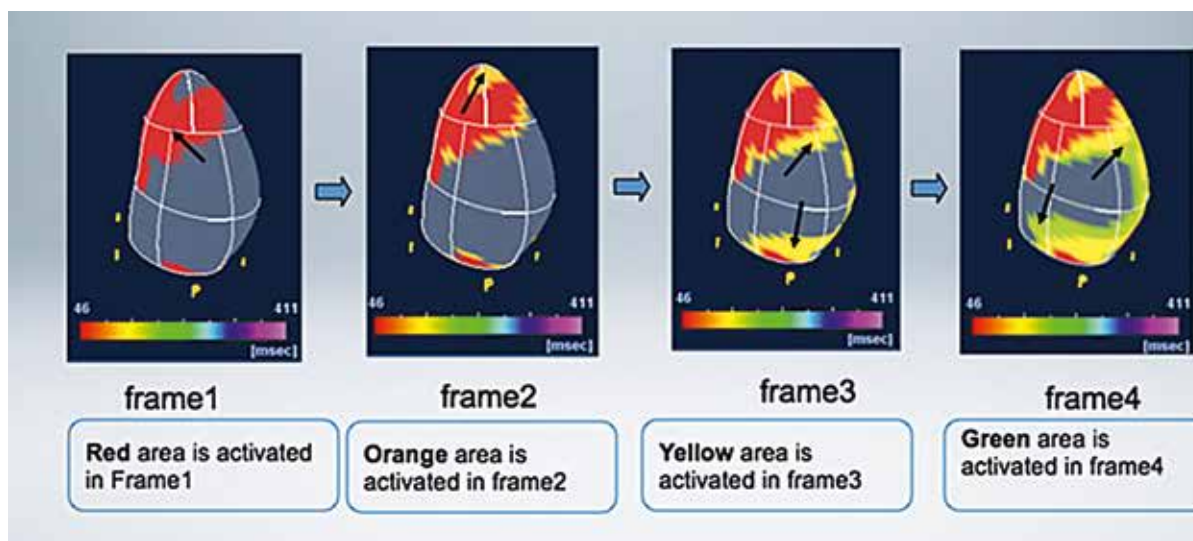 46 411
[msec]
46 411
[msec]
46 411
[msec]
46 411
[msec]
P
P
P
P
frame1
frame2
frame3
frame4
Red area is activated
in Frame1
Orange area is
activated in frame2
Yellow area is
activated in frame3
Green area is
activated in frame4